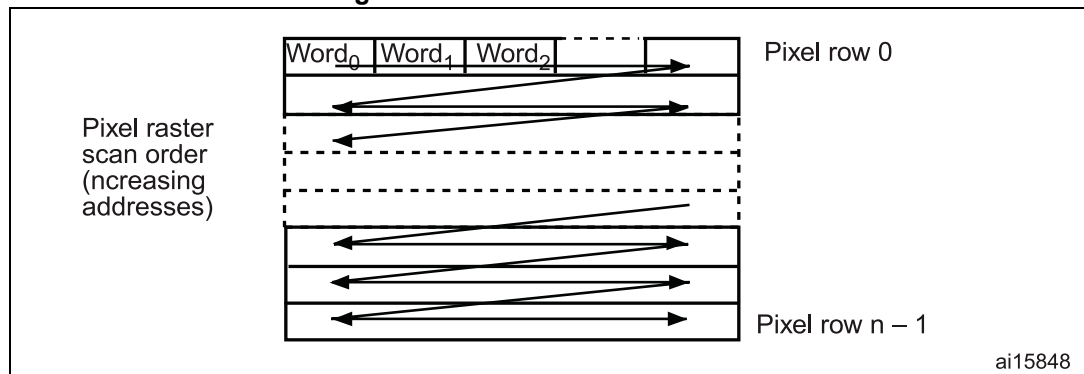 Word0 Word1 Word2
Pixel row 0
Pixel raster
scan order
(ncreasing
addresses)
Pixel row n – 1
ai15848